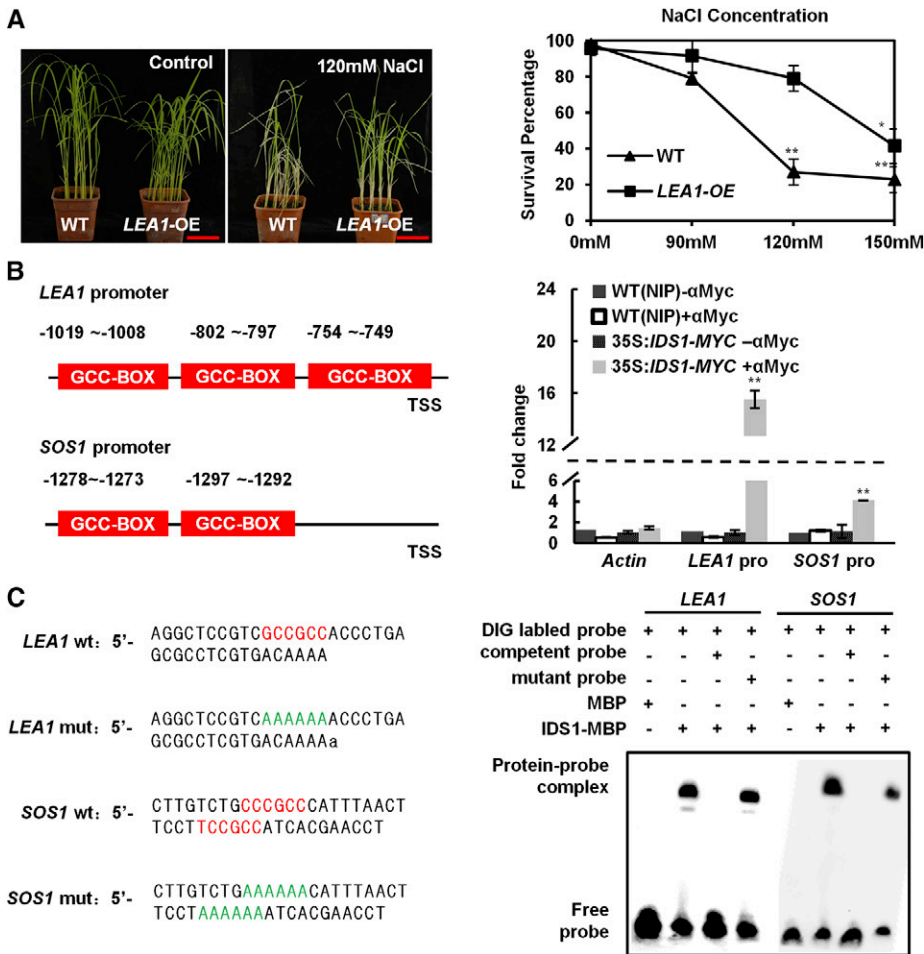 A
Control
120mM NaCl
WT
LEA1-OE
WT
LEA1-OE
NaCl Concentration
Survival Percentage
100
80
60
40
20
0
WT
LEA1-OE
**
*
**
0mM
90mM
120mM
150mM
B
LEA1 promoter
-1019 ~-1008
-802 ~-797
-754 ~-749
GCC-BOX
GCC-BOX
GCC-BOX
TSS
SOS1 promoter
-1278~-1273
-1297 ~-1292
GCC-BOX
GCC-BOX
TSS
WT(NIP)-αMyc
WT(NIP)+αMyc
35S:IDS1-MYC –αMyc
35S:IDS1-MYC +αMyc
Fold change
24
20
16
12
6
4
2
0
**
**
Actin
LEA1 pro
SOS1 pro
C
LEA1 wt: 5'-
AGGCTCCGTCGCCGCCACCCTGA
GCGCCTCGTGACAAAA
LEA1 mut: 5'-
AGGCTCCGTCAAAAAAACCCTGA
GCGCCTCGTGACAAAAa
SOS1 wt: 5'-
CTTGTCTGCCCGCCCATTTAACT
TCCTTCCGCCATCACGAACCT
SOS1 mut: 5'-
CTTGTCTGAAAAAACATTTAACT
TCCTAAAAAAATCACGAACCT
LEA1
SOS1
DIG labled probe + + + + + + + +
competent probe - - + - - - + -
mutant probe - - - + - - - +
MBP + - - - + - - -
IDS1-MBP - + + + - + + +
Protein-probe
complex
Free
probe